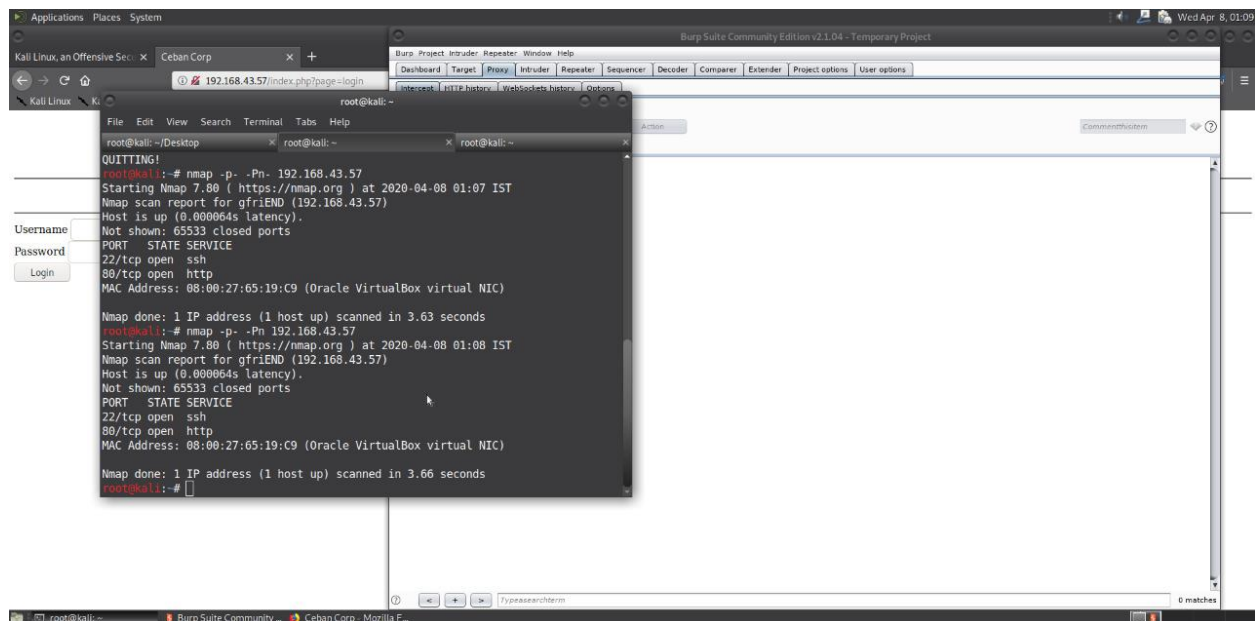 Applications Places System
Wed Apr 8, 01:09
Burp Suite Community Edition v2.1.04 - Temporary Project
Kali Linux, an Offensive Sec
Ceban Corp
192.168.43.57/index.php?page=login
Kali Linux
Burp Project Intruder Repeater Window Help
Dashboard Target Proxy Intruder Repeater Sequencer Decoder Comparer Extender Project options User options
Intercept HTTP history WebSockets history Options
Action
Commentthisitem
Username
Password
Login
root@kali: ~
File Edit View Search Terminal Tabs Help
root@kali: ~/Desktop
root@kali: ~
root@kali: ~
QUITTING!
root@kali:~# nmap -p- -Pn- 192.168.43.57
Starting Nmap 7.80 ( https://nmap.org ) at 2020-04-08 01:07 IST
Nmap scan report for gfriEND (192.168.43.57)
Host is up (0.000064s latency).
Not shown: 65533 closed ports
PORT STATE SERVICE
22/tcp open ssh
80/tcp open http
MAC Address: 08:00:27:65:19:C9 (Oracle VirtualBox virtual NIC)
Nmap done: 1 IP address (1 host up) scanned in 3.63 seconds
root@kali:~# nmap -p- -Pn 192.168.43.57
Starting Nmap 7.80 ( https://nmap.org ) at 2020-04-08 01:08 IST
Nmap scan report for gfriEND (192.168.43.57)
Host is up (0.000064s latency).
Not shown: 65533 closed ports
PORT STATE SERVICE
22/tcp open ssh
80/tcp open http
MAC Address: 08:00:27:65:19:C9 (Oracle VirtualBox virtual NIC)
Nmap done: 1 IP address (1 host up) scanned in 3.66 seconds
root@kali:~#
Typeasearchterm
0 matches
root@kali: ~
Burp Suite Community ...
Ceban Corp - Mozilla F...